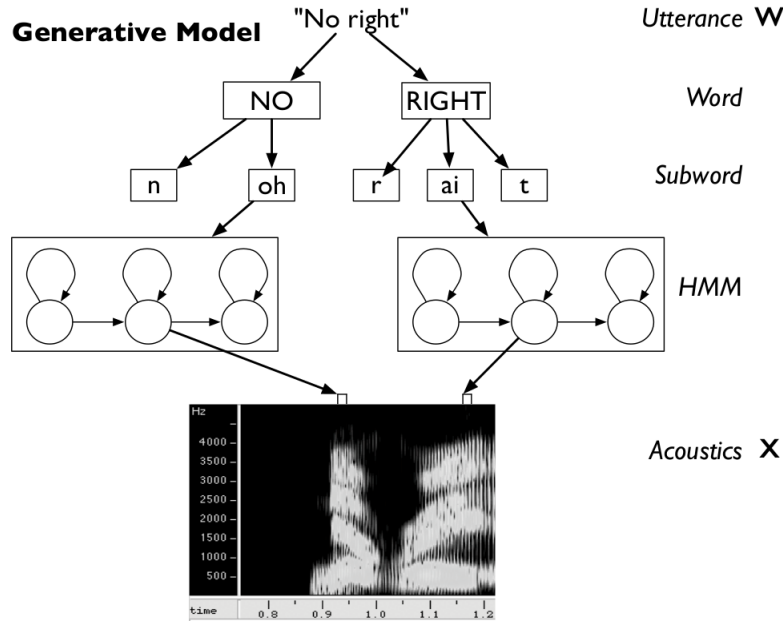 "No right"
Generative Model
Utterance W
NO RIGHT Word
n oh r ai t Subword
HMM
Hz
4000
3500
3000
2500
2000
1500
1000
500
Acoustics X
time 0.8 0.9 1.0 1.1 1.2